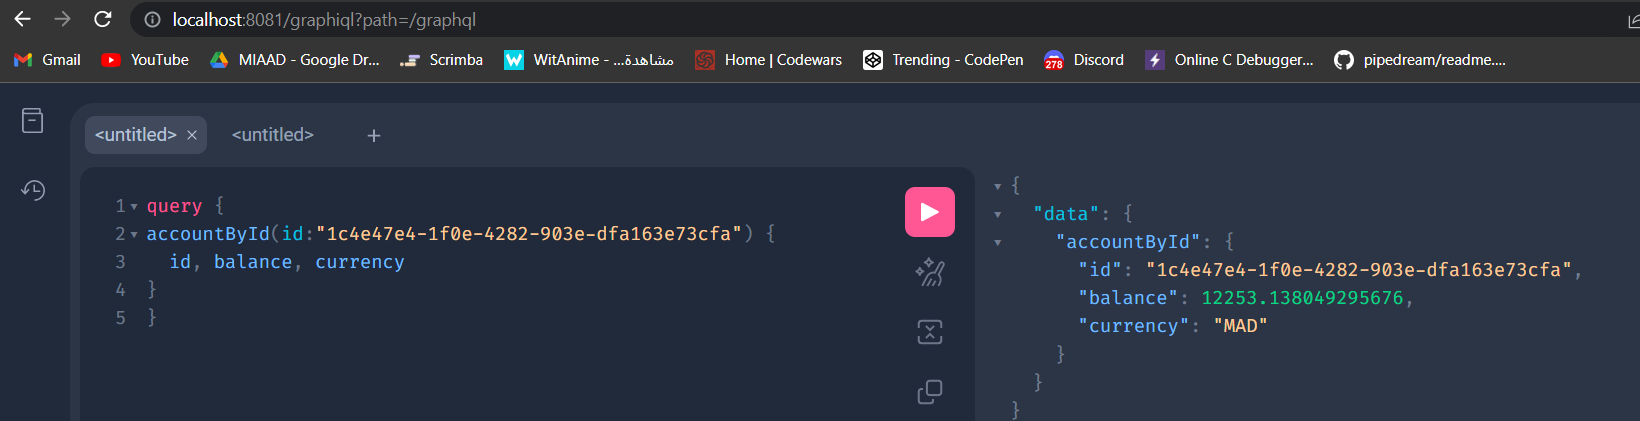 localhost:8081/graphiql?path=/graphql
Gmail YouTube MIAAD - Google Dr... Scrimba WitAnime - ...مشاهدة Home | Codewars Trending - CodePen 278 Discord Online C Debugger... pipedream/readme....
<untitled> × <untitled> +
1 query {
2 accountById(id:"1c4e47e4-1f0e-4282-903e-dfa163e73cfa") {
3 id, balance, currency
4 }
5 }
{
"data": {
"accountById": {
"id": "1c4e47e4-1f0e-4282-903e-dfa163e73cfa",
"balance": 12253.138049295676,
"currency": "MAD"
}
}
}